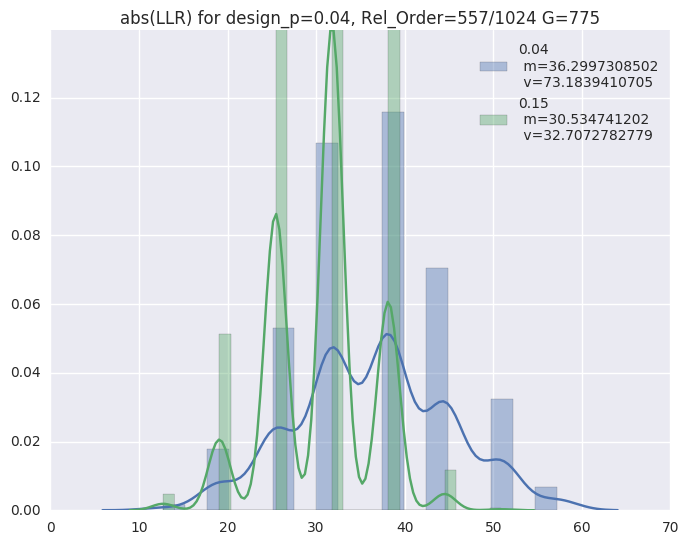 abs(LLR) for design_p=0.04, Rel_Order=557/1024 G=775
0.04
m=36.2997308502
v=73.1839410705
0.15
m=30.534741202
v=32.7072782779
0.12
0.10
0.08
0.06
0.04
0.02
0.00
0 10 20 30 40 50 60 70